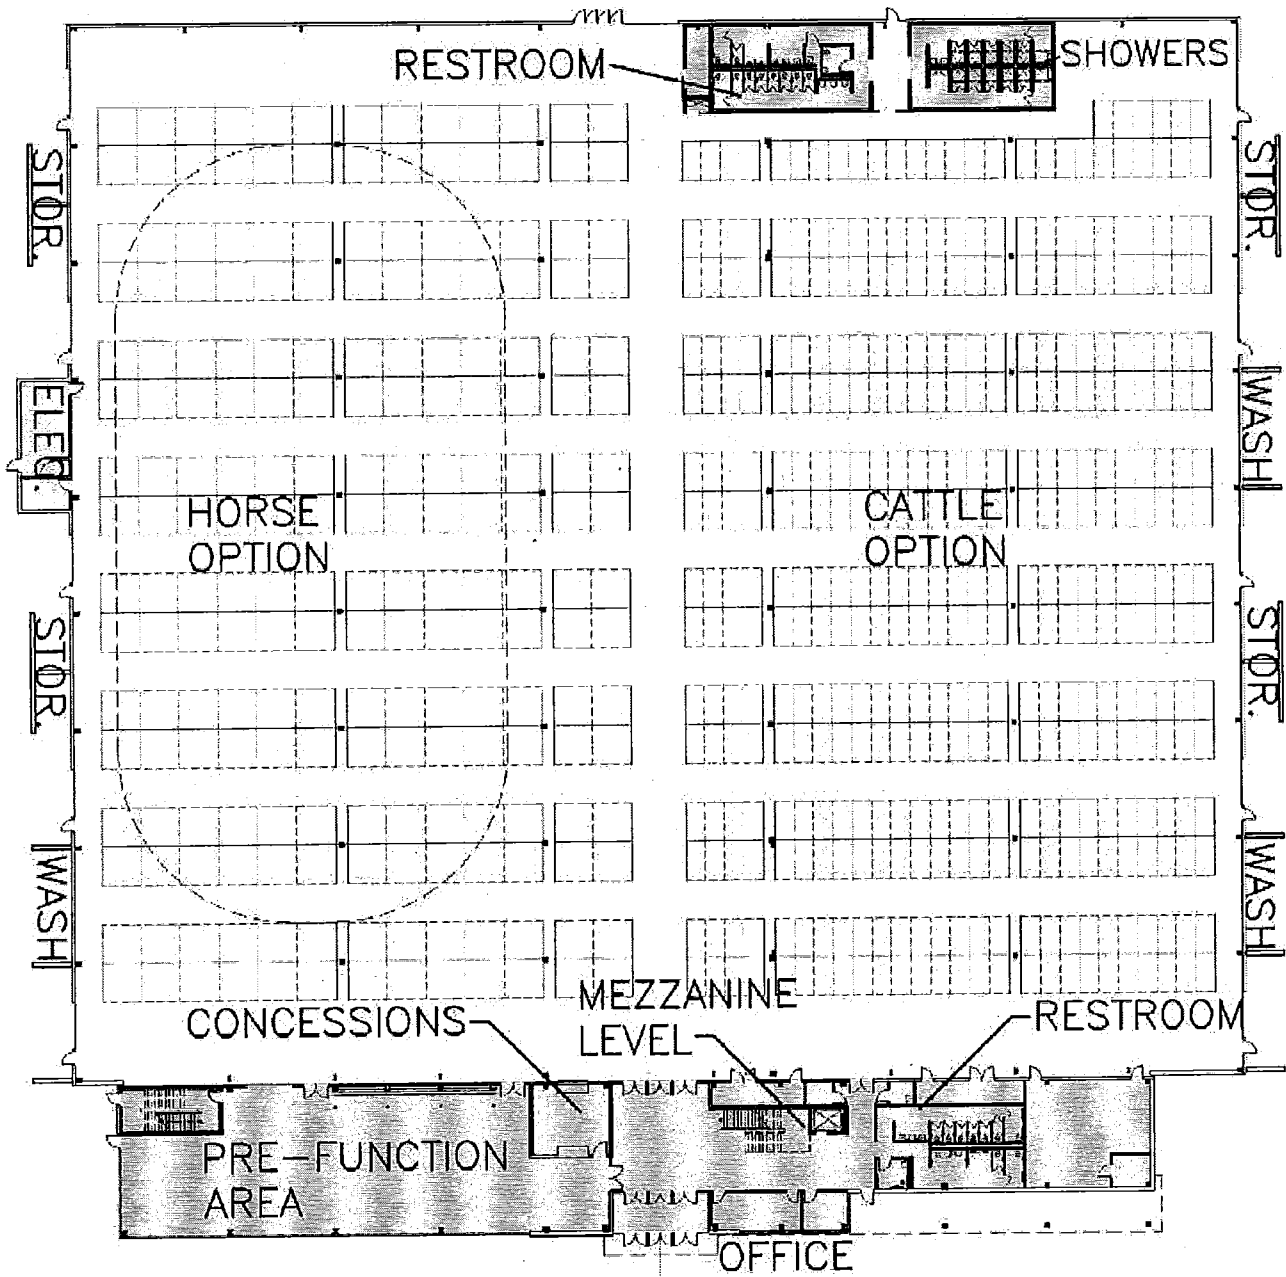 RESTROOM
SHOWERS
STOR.
STOR.
ELEC
WASH
HORSE
OPTION
CATTLE
OPTION
STOR.
STOR.
WASH
WASH
CONCESSIONS
MEZZANINE
LEVEL
RESTROOM
PRE-FUNCTION
AREA
OFFICE